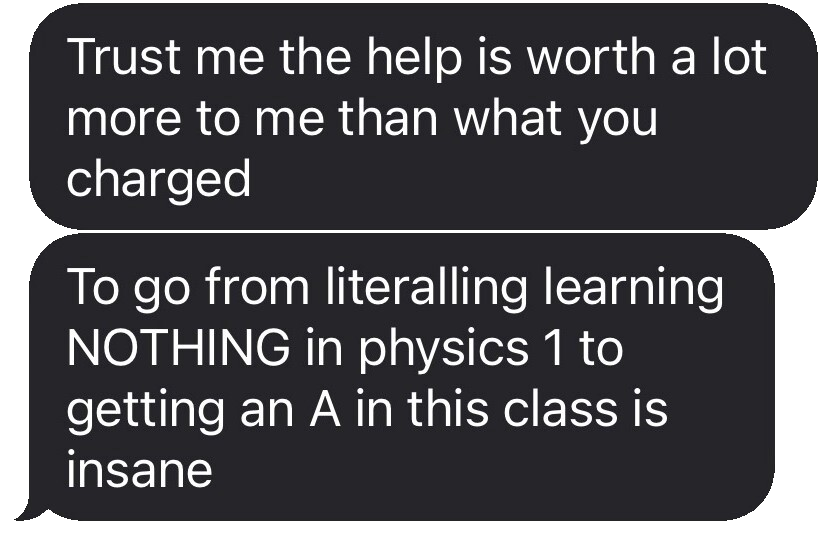 Trust me the help is worth a lot
more to me than what you
charged
To go from literalling learning
NOTHING in physics 1 to
getting an A in this class is
insane